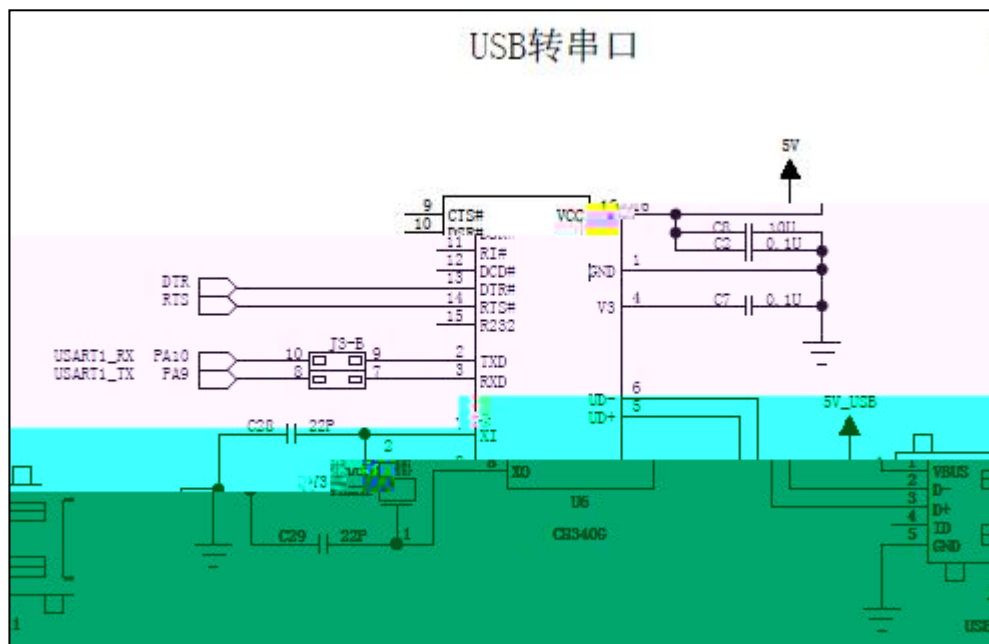 USB转串口
5V
9 CTS# VCC
10 DSR#
C8 10U
11 RI# C2 0.1U
12 DCD# GND 1
DTR 13 DTR#
RTS 14 RTS# V3 4 C7 0.1U
15 R232
J3-B
USART1_RX PA10 10 9 2 TXD
USART1_TX PA9 8 7 3 RXD
UD- 6
UD+ 5 5V_USB
C28 22P XI
2
8 XO 1 VBUS
2 D-
U6 3 D+
4 ID
C29 22P 1 CH340G 5 GND
1